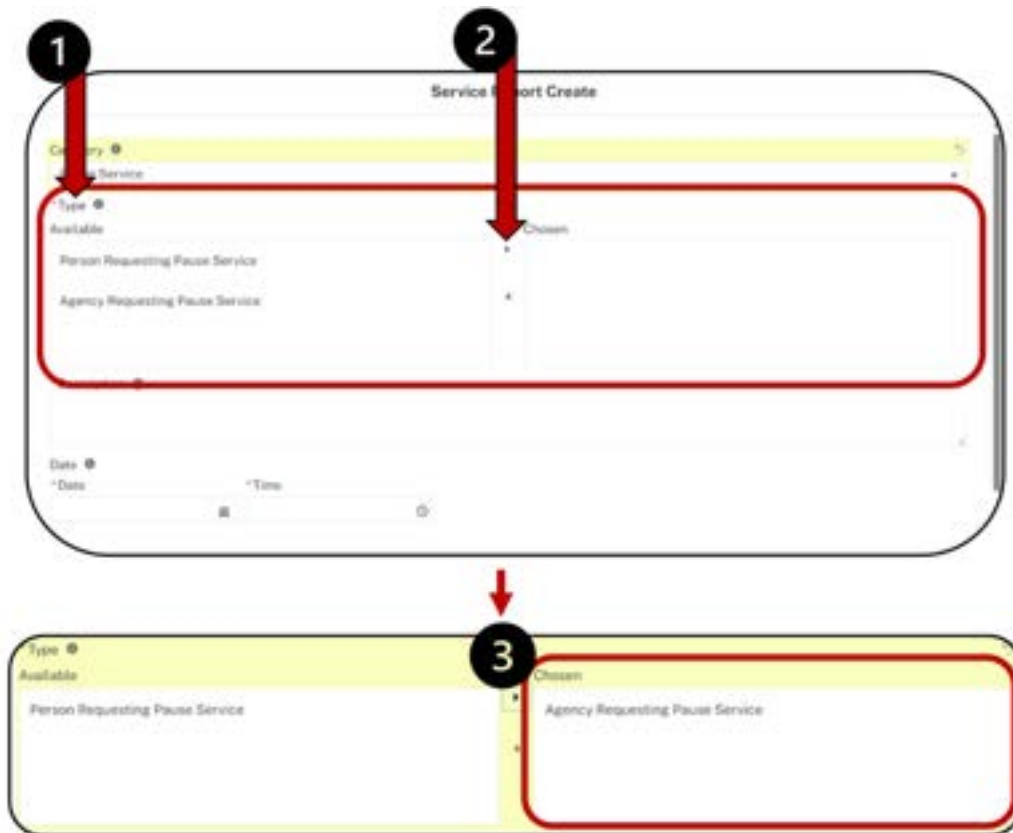 1
2
Service Report Create
Category
Service
*Type
Available
Chosen
Person Requesting Pause Service
Agency Requesting Pause Service
Date
*Date *Time
3
Type
Available
Chosen
Person Requesting Pause Service
Agency Requesting Pause Service